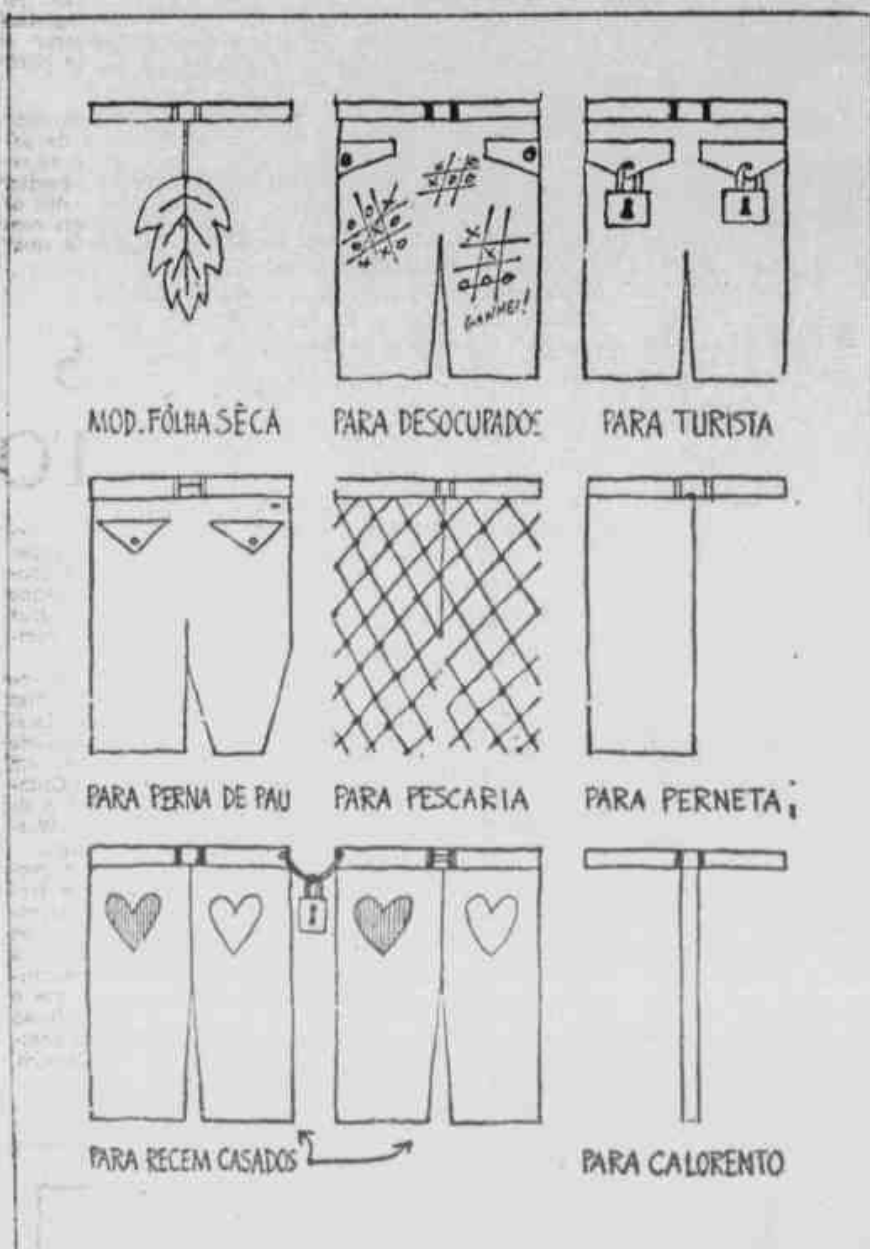 GANHEI!
MOD. FÔLHA SÊCA
PARA DESOCUPADOS
PARA TURISTA
PARA PERNA DE PAU
PARA PESCARIA
PARA PERNETA
PARA RECEM CASADOS
PARA CALORENTO